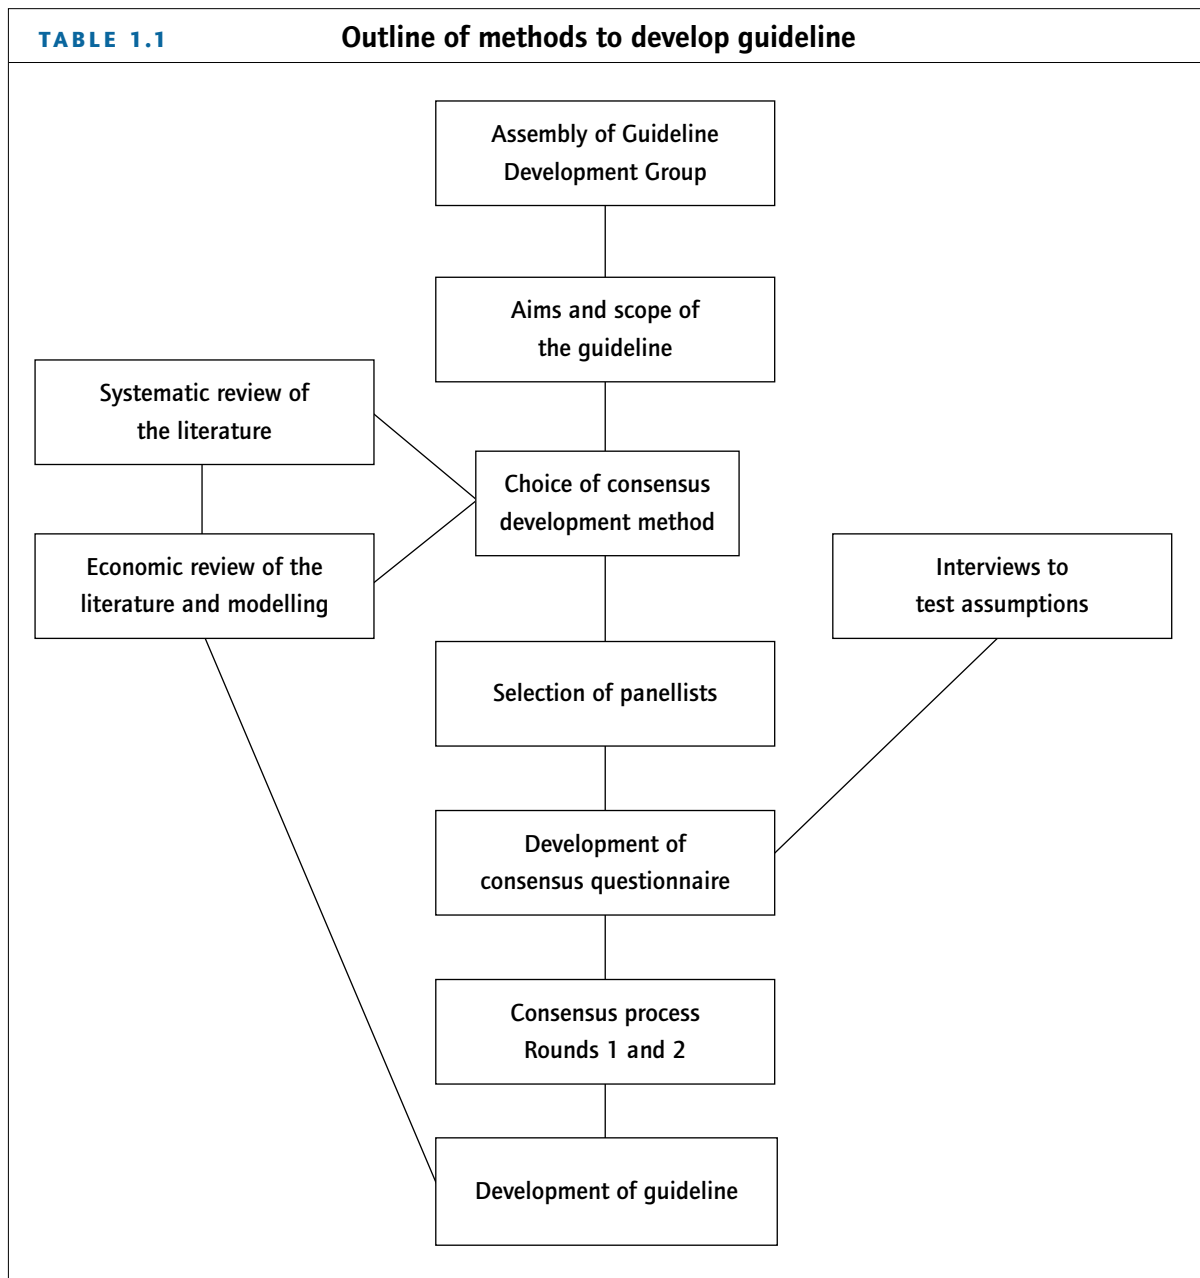 TABLE 1.1
Outline of methods to develop guideline
Assembly of Guideline
Development Group
Aims and scope of
the guideline
Systematic review of
the literature
Choice of consensus
development method
Economic review of the
literature and modelling
Interviews to
test assumptions
Selection of panellists
Development of
consensus questionnaire
Consensus process
Rounds 1 and 2
Development of guideline